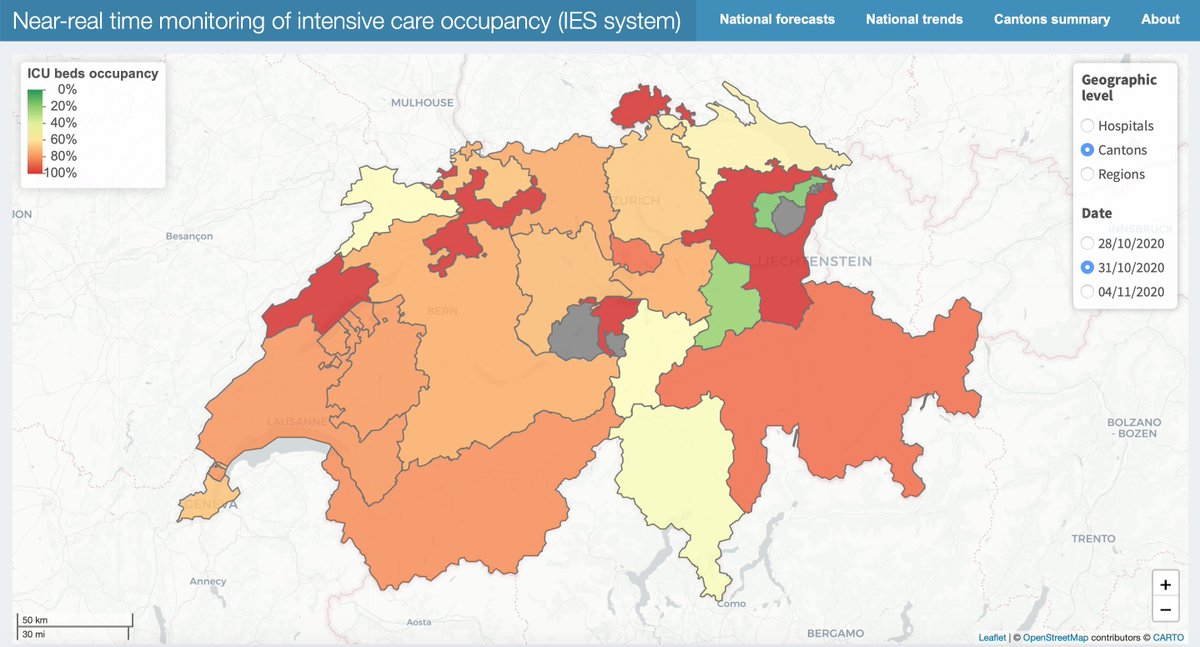 Near-real time monitoring of intensive care occupancy (IES system)
National forecasts
National trends
Cantons summary
About
ICU beds occupancy
0%
20%
40%
60%
80%
100%
Geographic
level
Hospitals
Cantons
Regions
Date
28/10/2020
31/10/2020
04/11/2020
MULHOUSE
ZURICH
INNSBRUCK
Besançon
LIECHTENSTEIN
BERN
LAUSANNE
BOLZANO
- BOZEN
GENEVA
TRENTO
Annecy
Como
Aosta
BERGAMO
50 km
30 mi
+
−
Leaflet | © OpenStreetMap contributors © CARTO